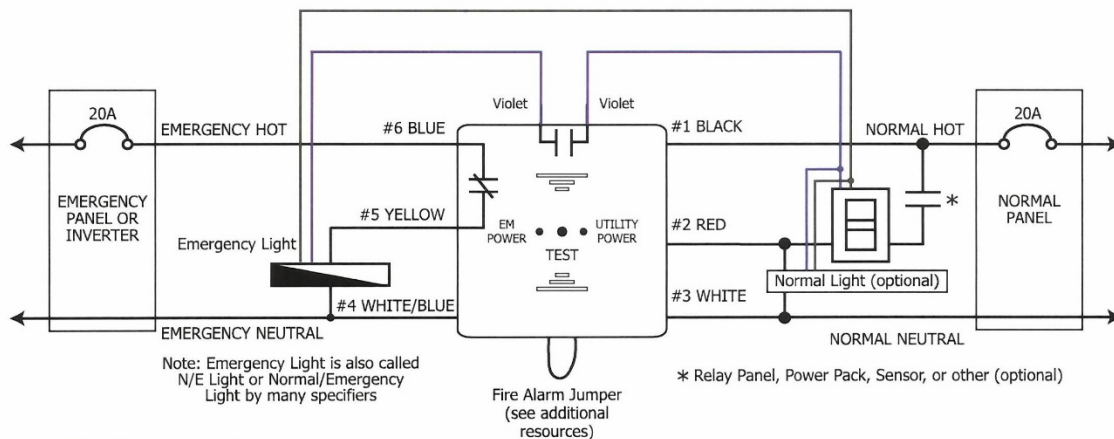 Violet
Violet
20A
EMERGENCY HOT
#6 BLUE
#1 BLACK
NORMAL HOT
20A
EMERGENCY
PANEL OR
INVERTER
#5 YELLOW
EM
POWER
UTILITY
POWER
TEST
#2 RED
*
NORMAL
PANEL
Emergency Light
Normal Light (optional)
#4 WHITE/BLUE
#3 WHITE
EMERGENCY NEUTRAL
NORMAL NEUTRAL
Note: Emergency Light is also called
N/E Light or Normal/Emergency
Light by many specifiers
Fire Alarm Jumper
(see additional
resources)
* Relay Panel, Power Pack, Sensor, or other (optional)